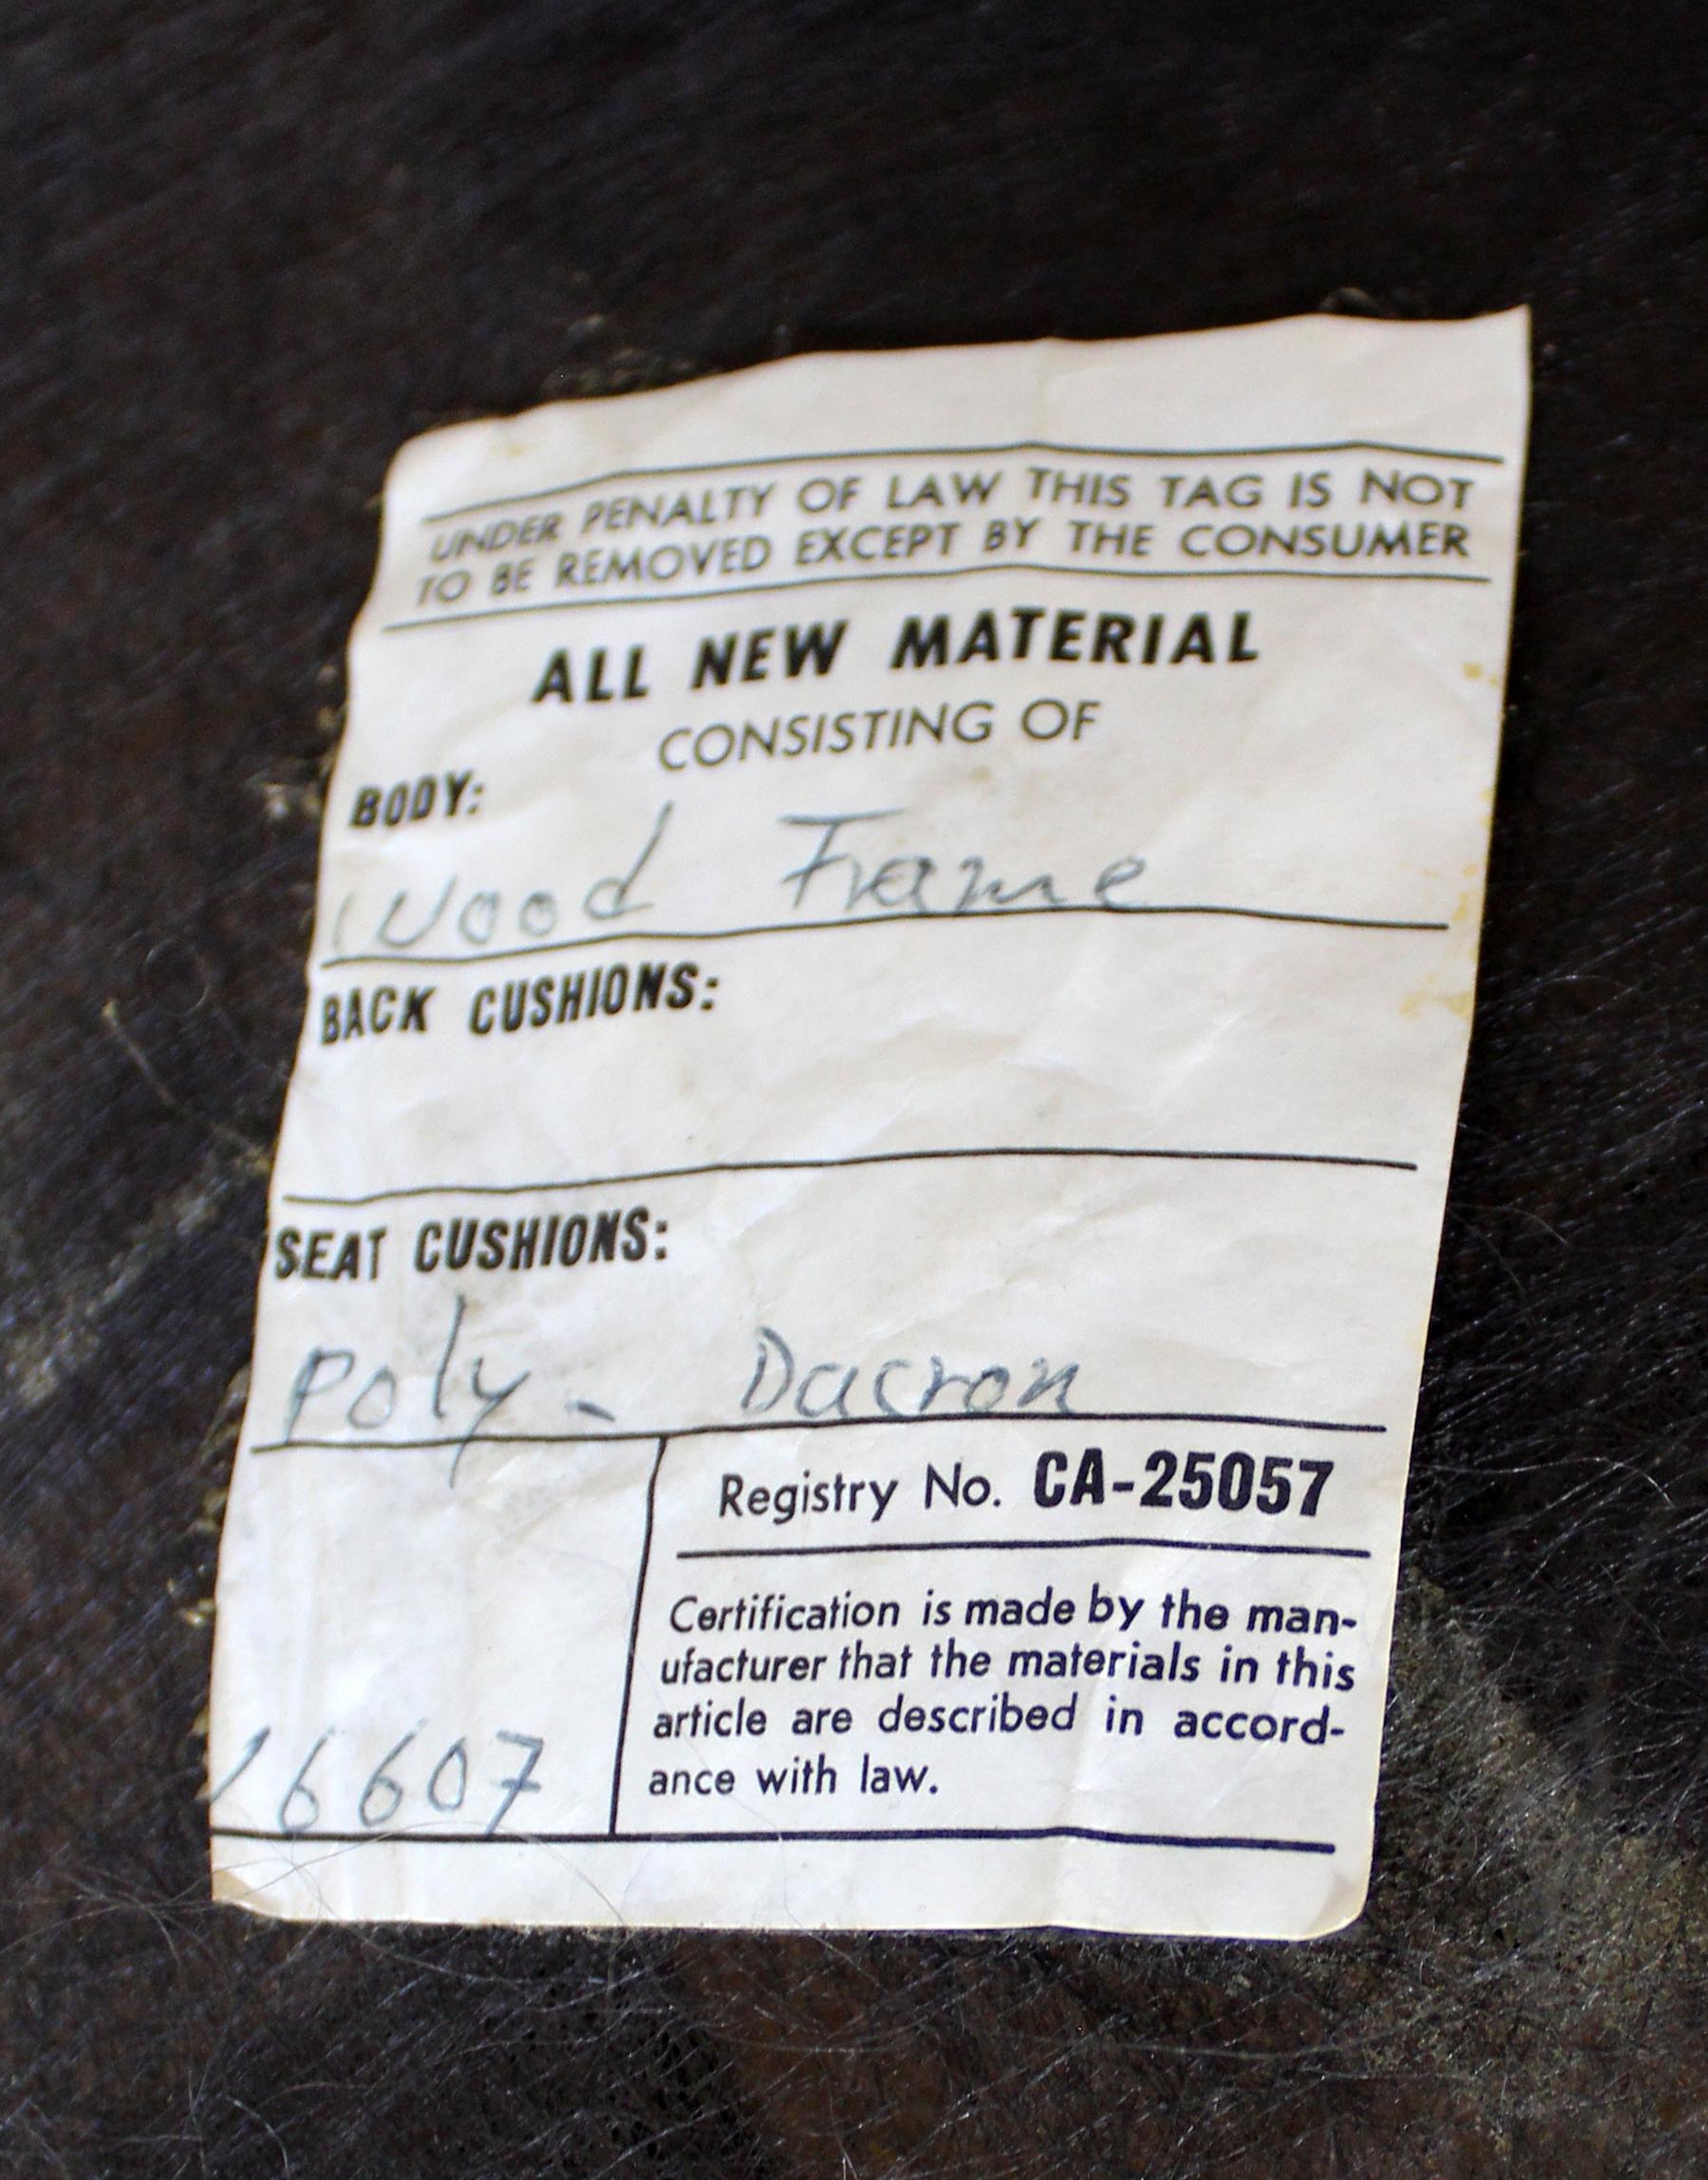 UNDER PENALTY OF LAW THIS TAG IS NOT
TO BE REMOVED EXCEPT BY THE CONSUMER
ALL NEW MATERIAL
CONSISTING OF
BODY:
Wood Frame
BACK CUSHIONS:
SEAT CUSHIONS:
Poly - Dacron
Registry No. CA-25057
Certification is made by the man-
ufacturer that the materials in this
article are described in accord-
ance with law.
16607